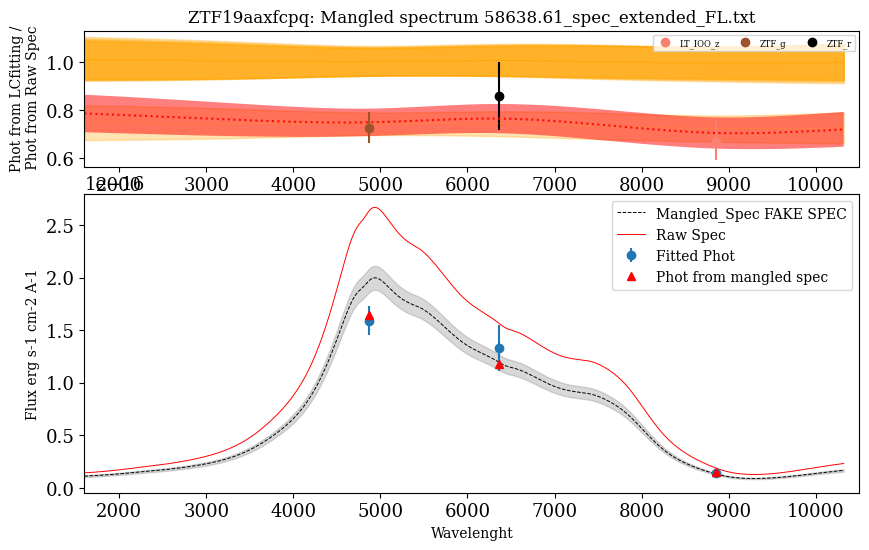 ZTF19aaxfcpq: Mangled spectrum 58638.61_spec_extended_FL.txt
Phot from LCfitting /
Phot from Raw Spec
1.0
0.8
0.6
LT_IOO_z
ZTF_g
ZTF_r
2000 3000 4000 5000 6000 7000 8000 9000 10000
1e−16
Flux erg s-1 cm-2 A-1
2.5
2.0
1.5
1.0
0.5
0.0
Mangled_Spec FAKE SPEC
Raw Spec
Fitted Phot
Phot from mangled spec
2000 3000 4000 5000 6000 7000 8000 9000 10000
Wavelenght